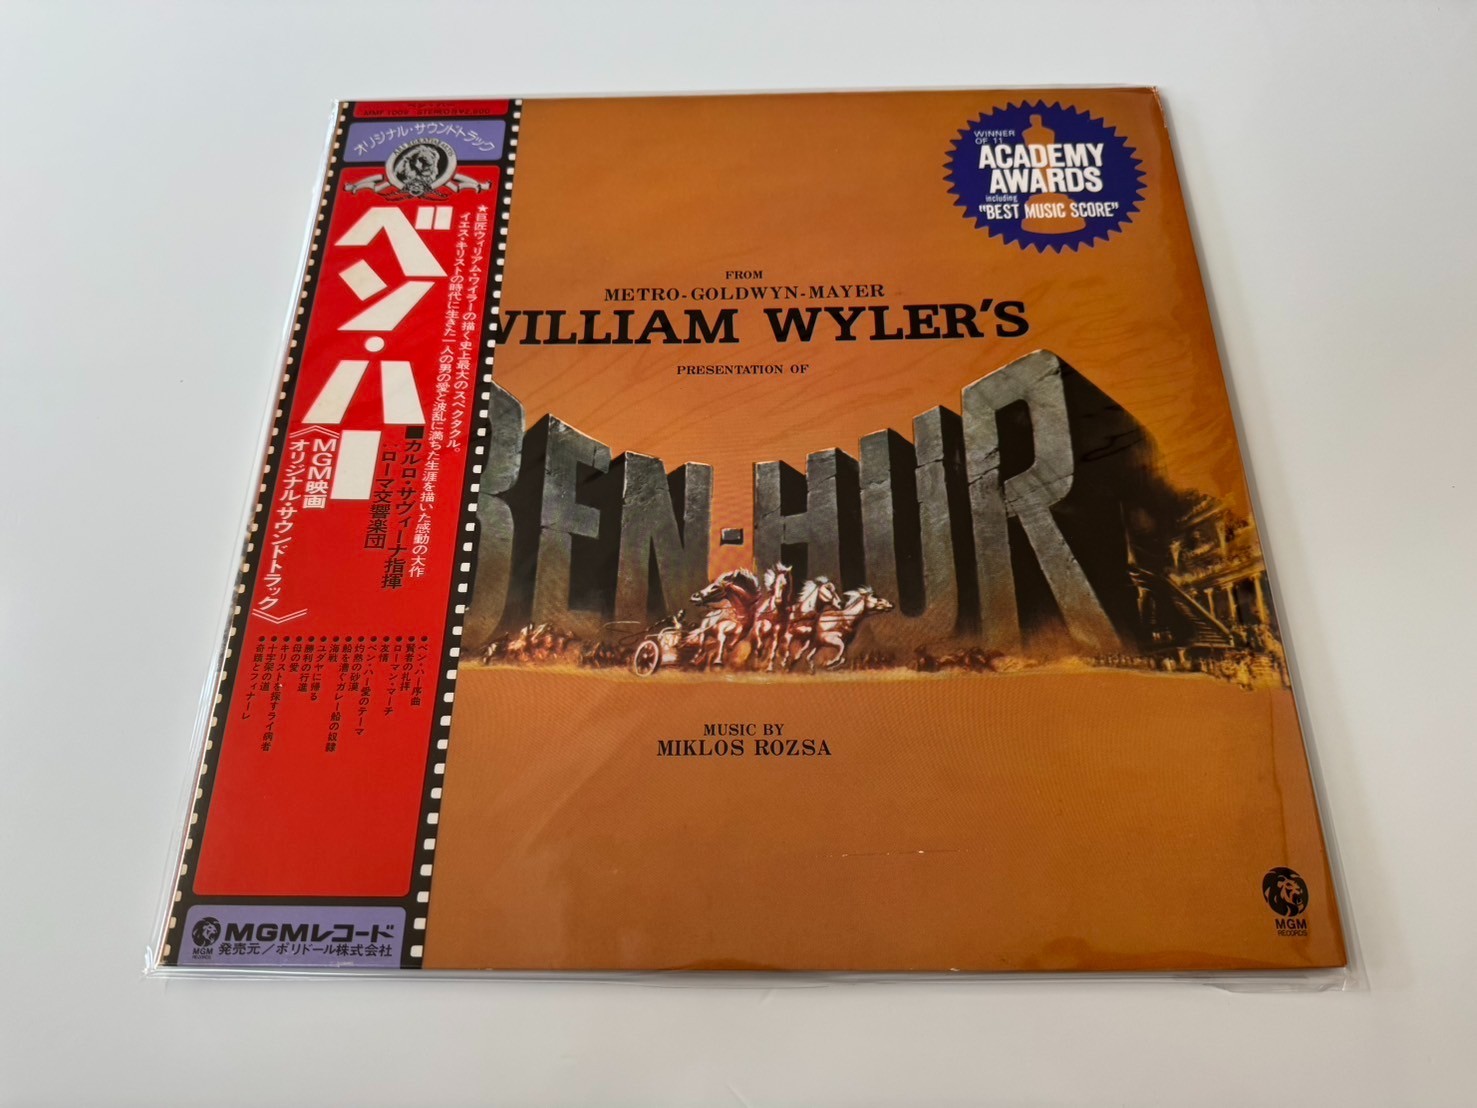 STEREO ¥2,500
オリジナル・サウンドトラック
ベン・ハー
★巨匠ウィリアム・ワイラーの描く史上最大のスペクタクル。
イエス・キリストの時代に生きた一人の男の愛と波乱に満ちた生涯を描いた感動の大作
■カルロ・サヴィーナ指揮
ローマ交響楽団
《MGM映画
オリジナル・サウンドトラック》
●ベン・ハー序曲
●賢者の礼拝
●ローマン・マーチ
●友情
●ベン・ハー愛のテーマ
●灼熱の砂漠
●船を漕ぐガレー船の奴隷
●海戦
●ユダヤに帰る
●勝利の行進
●母の愛
●キリストを探すライ病者
●十字架の道
●奇蹟とフィナーレ
MGM
RECORDS
MGMレコード
発売元/ポリドール株式会社
WINNER
OF 11
ACADEMY
AWARDS
including
"BEST MUSIC SCORE"
FROM
METRO-GOLDWYN-MAYER
WILLIAM WYLER'S
PRESENTATION OF
BEN-HUR
MUSIC BY
MIKLOS ROZSA
MGM
RECORDS